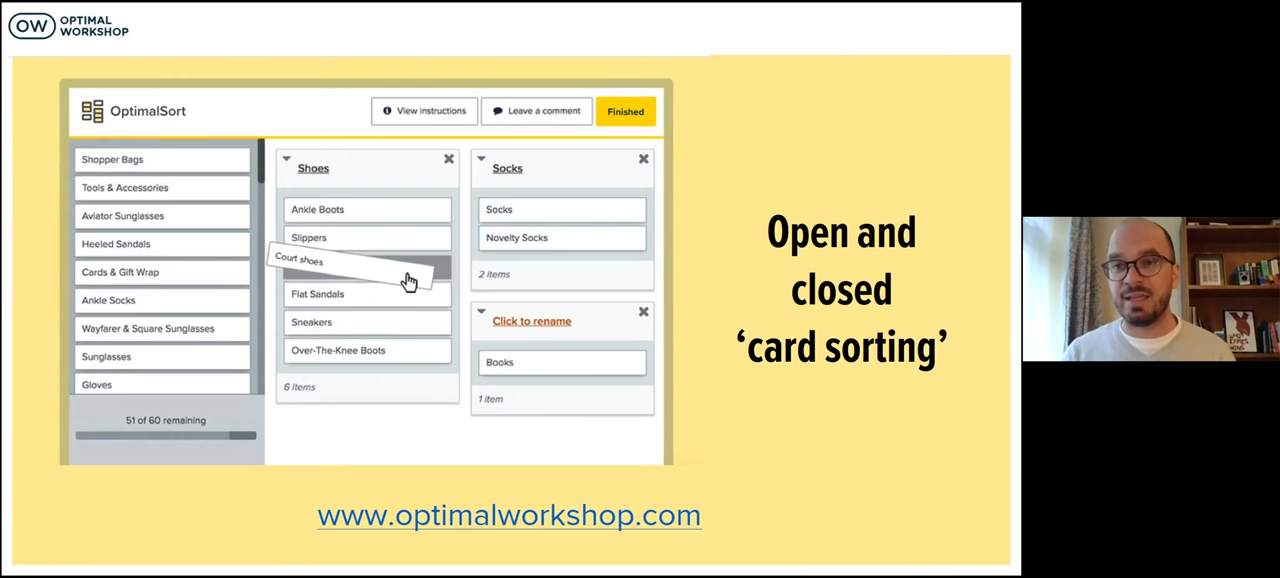 OW OPTIMAL
WORKSHOP
OptimalSort
View instructions
Leave a comment
Finished
Shopper Bags
Tools & Accessories
Aviator Sunglasses
Heeled Sandals
Cards & Gift Wrap
Ankle Socks
Wayfarer & Square Sunglasses
Sunglasses
Gloves
51 of 60 remaining
Shoes
Ankle Boots
Slippers
Court shoes
Flat Sandals
Sneakers
Over-The-Knee Boots
6 items
Socks
Socks
Novelty Socks
2 items
Click to rename
Books
1 item
Open and
closed
‘card sorting’
www.optimalworkshop.com